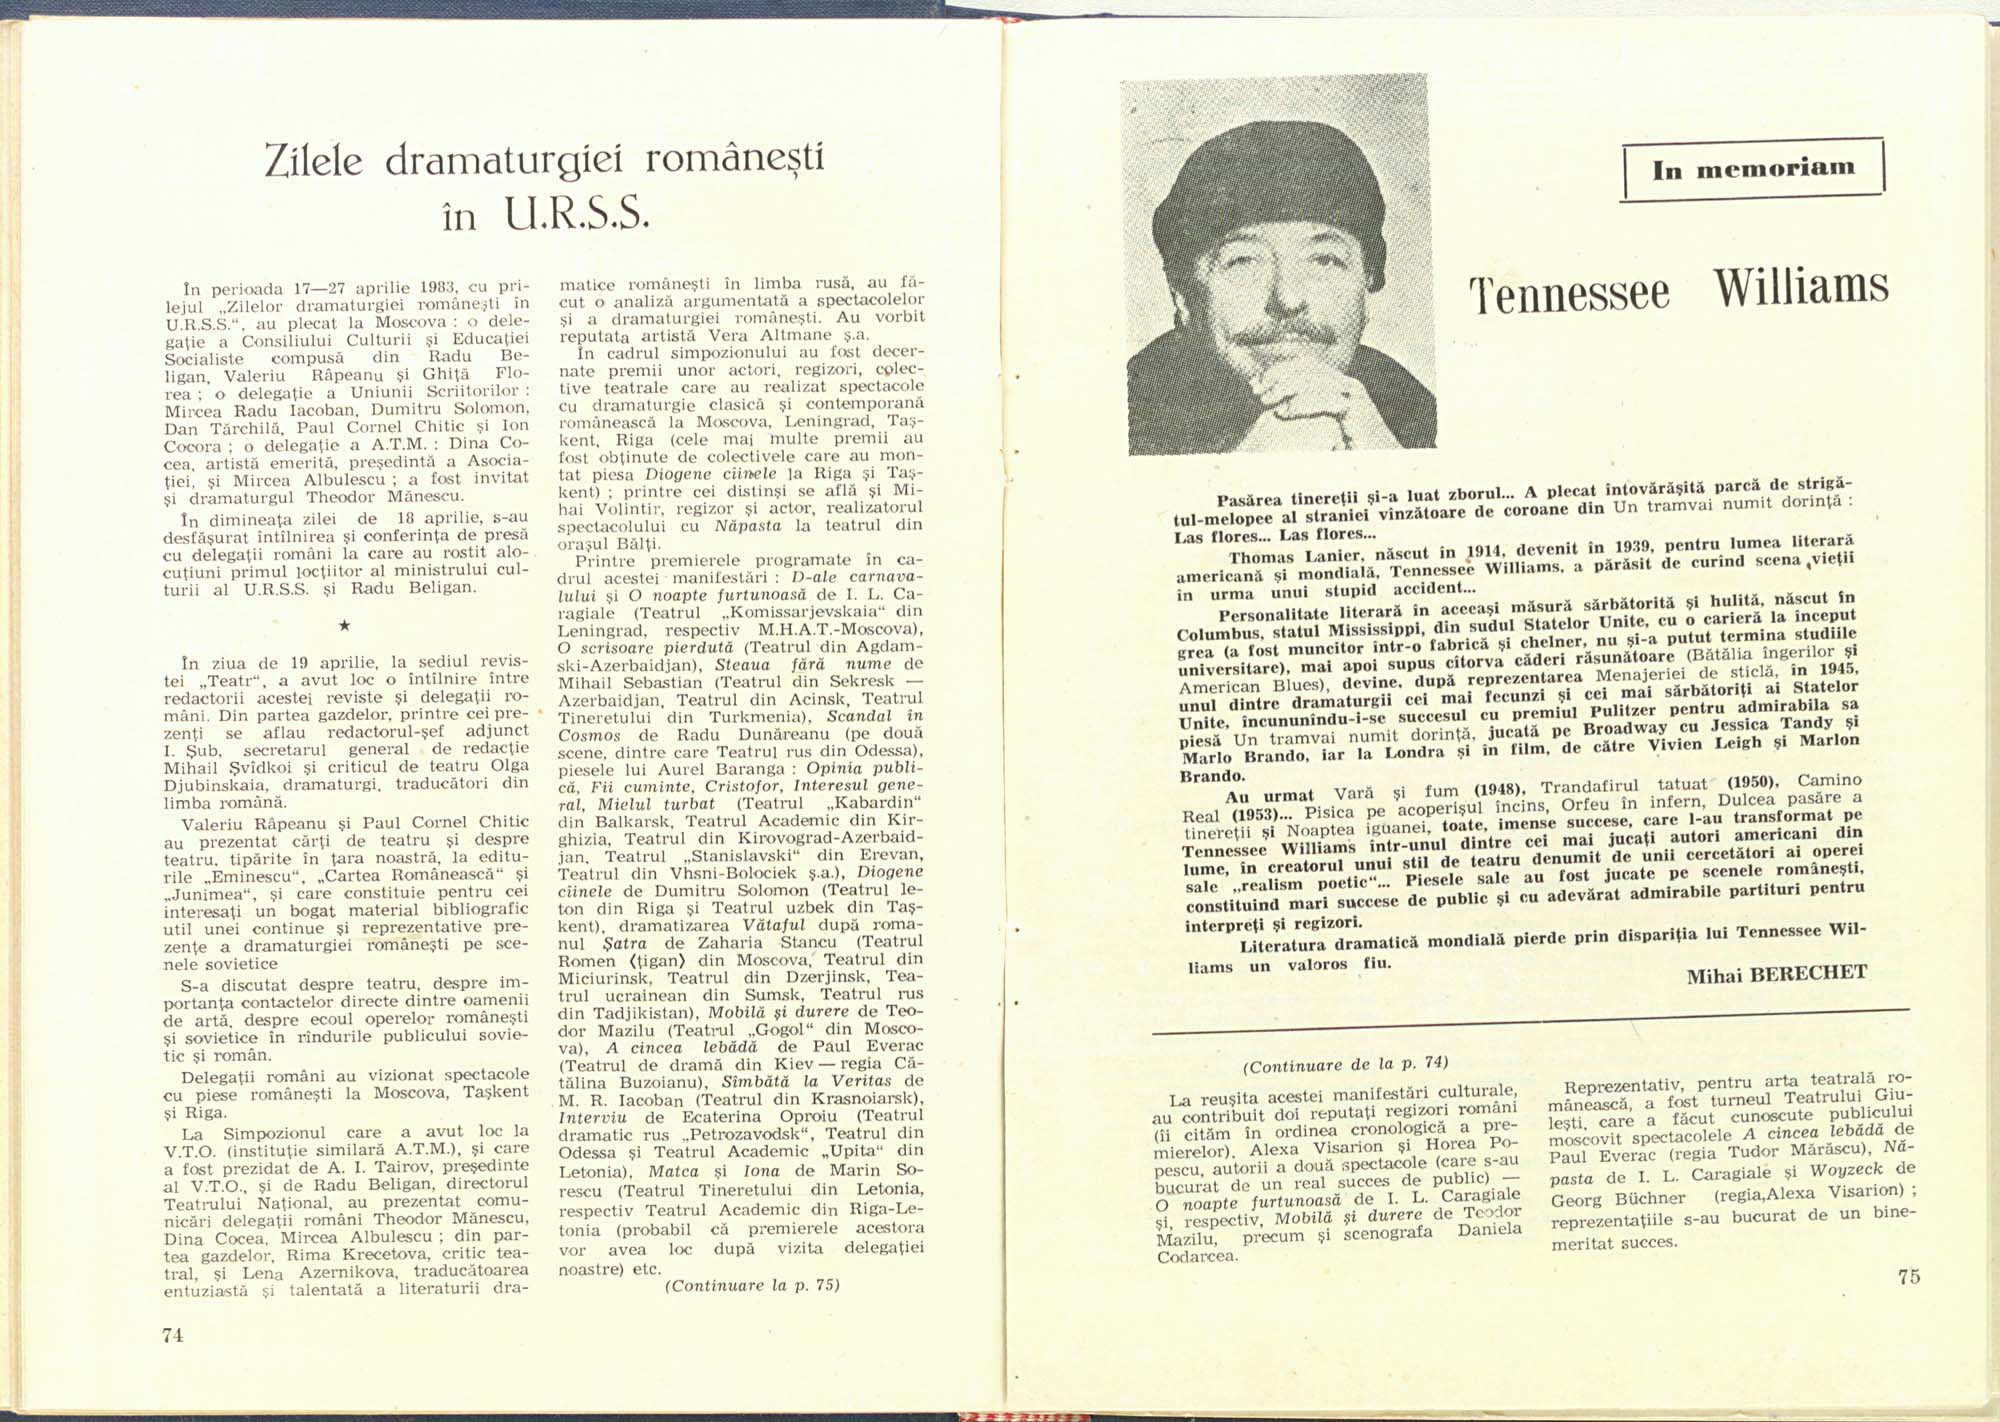 Zilele dramaturgiei românești
în U.R.S.S.
În perioada 17—27 aprilie 1983, cu pri-
lejul „Zilelor dramaturgiei românești în
U.R.S.S.“, au plecat la Moscova : o dele-
gație a Consiliului Culturii și Educației
Socialiste compusă din Radu Be-
ligan, Valeriu Râpeanu și Ghiță Flo-
rea ; o delegație a Uniunii Scriitorilor :
Mircea Radu Iacoban, Dumitru Solomon,
Dan Tărchilă, Paul Cornel Chitic și Ion
Cocora ; o delegație a A.T.M. : Dina Co-
cea, artistă emerită, președintă a Asocia-
ției, și Mircea Albulescu ; a fost invitat
și dramaturgul Theodor Mănescu.
În dimineața zilei de 18 aprilie, s-au
desfășurat întîlnirea și conferința de presă
cu delegații români la care au rostit alo-
cuțiuni primul locțiitor al ministrului cul-
turii al U.R.S.S. și Radu Beligan.
★
În ziua de 19 aprilie, la sediul revis-
tei „Teatr“, a avut loc o întîlnire între
redactorii acestei reviste și delegații ro-
mâni. Din partea gazdelor, printre cei pre-
zenți se aflau redactorul-șef adjunct
I. Șub, secretarul general de redacție
Mihail Șvîdkoi și criticul de teatru Olga
Djubinskaia, dramaturgi, traducători din
limba română.
Valeriu Râpeanu și Paul Cornel Chitic
au prezentat cărți de teatru și despre
teatru, tipărite în țara noastră, la editu-
rile „Eminescu“, „Cartea Românească“ și
„Junimea“, și care constituie pentru cei
interesați un bogat material bibliografic
util unei continue și reprezentative pre-
zențe a dramaturgiei românești pe sce-
nele sovietice
S-a discutat despre teatru, despre im-
portanța contactelor directe dintre oamenii
de artă, despre ecoul operelor românești
și sovietice în rîndurile publicului sovie-
tic și român.
Delegații români au vizionat spectacole
cu piese românești la Moscova, Tașkent
și Riga.
La Simpozionul care a avut loc la
V.T.O. (instituție similară A.T.M.), și care
a fost prezidat de A. I. Tairov, președinte
al V.T.O., și de Radu Beligan, directorul
Teatrului Național, au prezentat comu-
nicări delegații români Theodor Mănescu,
Dina Cocea, Mircea Albulescu ; din par-
tea gazdelor, Rima Krecetova, critic tea-
tral, și Lena Azernikova, traducătoarea
entuziastă și talentată a literaturii dra-
matice românești în limba rusă, au fă-
cut o analiză argumentată a spectacolelor
și a dramaturgiei românești. Au vorbit
reputata artistă Vera Altmane ș.a.
În cadrul simpozionului au fost decer-
nate premii unor actori, regizori, colec-
tive teatrale care au realizat spectacole
cu dramaturgie clasică și contemporană
românească la Moscova, Leningrad, Taș-
kent, Riga (cele mai multe premii au
fost obținute de colectivele care au mon-
tat piesa Diogene cîinele la Riga și Taș-
kent) ; printre cei distinși se află și Mi-
hai Volintir, regizor și actor, realizatorul
spectacolului cu Năpasta la teatrul din
orașul Bălți.
Printre premierele programate în ca-
drul acestei manifestări : D-ale carnava-
lului și O noapte furtunoasă de I. L. Ca-
ragiale (Teatrul „Komissarjevskaia“ din
Leningrad, respectiv M.H.A.T.-Moscova),
O scrisoare pierdută (Teatrul din Agdam-
ski-Azerbaidjan), Steaua fără nume de
Mihail Sebastian (Teatrul din Sekresk —
Azerbaidjan, Teatrul din Acinsk, Teatrul
Tineretului din Turkmenia), Scandal în
Cosmos de Radu Dunăreanu (pe două
scene, dintre care Teatrul rus din Odessa),
piesele lui Aurel Baranga : Opinia publi-
că, Fii cuminte, Cristofor, Interesul gene-
ral, Mielul turbat (Teatrul „Kabardin“
din Balkarsk, Teatrul Academic din Kir-
ghizia, Teatrul din Kirovograd-Azerbaid-
jan, Teatrul „Stanislavski“ din Erevan,
Teatrul din Vhsni-Bolociek ș.a.), Diogene
cîinele de Dumitru Solomon (Teatrul le-
ton din Riga și Teatrul uzbek din Taș-
kent), dramatizarea Vătaful după roma-
nul Șatra de Zaharia Stancu (Teatrul
Romen (țigan) din Moscova, Teatrul din
Miciurinsk, Teatrul din Dzerjinsk, Tea-
trul ucrainean din Sumsk, Teatrul rus
din Tadjikistan), Mobilă și durere de Teo-
dor Mazilu (Teatrul „Gogol“ din Mosco-
va), A cincea lebădă de Paul Everac
(Teatrul de dramă din Kiev — regia Că-
tălina Buzoianu), Sîmbătă la Veritas de
M. R. Iacoban (Teatrul din Krasnoiarsk),
Interviu de Ecaterina Oproiu (Teatrul
dramatic rus „Petrozavodsk“, Teatrul din
Odessa și Teatrul Academic „Upita“ din
Letonia), Matca și Iona de Marin So-
rescu (Teatrul Tineretului din Letonia,
respectiv Teatrul Academic din Riga-Le-
tonia (probabil că premierele acestora
vor avea loc după vizita delegației
noastre) etc.
(Continuare la p. 75)
74
In memoriam
Tennessee Williams
Pasărea tinereții și-a luat zborul... A plecat întovărășită parcă de strigă-
tul-melopee al straniei vînzătoare de coroane din Un tramvai numit dorință :
Las flores... Las flores...
Thomas Lanier, născut în 1914, devenit în 1939, pentru lumea literară
americană și mondială, Tennessee Williams, a părăsit de curînd scena vieții
în urma unui stupid accident...
Personalitate literară în aceeași măsură sărbătorită și hulită, născut în
Columbus, statul Mississippi, din sudul Statelor Unite, cu o carieră la început
grea (a fost muncitor într-o fabrică și chelner, nu și-a putut termina studiile
universitare), mai apoi supus citorva căderi răsunătoare (Bătălia îngerilor și
American Blues), devine, după reprezentarea Menajeriei de sticlă, în 1945,
unul dintre dramaturgii cei mai fecunzi și cei mai sărbătoriți ai Statelor
Unite, încununîndu-i-se succesul cu premiul Pulitzer pentru admirabila sa
piesă Un tramvai numit dorință, jucată pe Broadway cu Jessica Tandy și
Marlo Brando, iar la Londra și în film, de către Vivien Leigh și Marlon
Brando.
Au urmat Vară și fum (1948), Trandafirul tatuat (1950), Camino
Real (1953)... Pisica pe acoperișul încins, Orfeu în infern, Dulcea pasăre a
tinereții și Noaptea iguanei, toate, imense succese, care l-au transformat pe
Tennessee Williams într-unul dintre cei mai jucați autori americani din
lume, în creatorul unui stil de teatru denumit de unii cercetători ai operei
sale „realism poetic“... Piesele sale au fost jucate pe scenele românești,
constituind mari succese de public și cu adevărat admirabile partituri pentru
interpreți și regizori.
Literatura dramatică mondială pierde prin dispariția lui Tennessee Wil-
liams un valoros fiu.
Mihai BERECHET
(Continuare de la p. 74)
La reușita acestei manifestări culturale,
au contribuit doi reputați regizori români
(îi cităm în ordinea cronologică a pre-
mierelor), Alexa Visarion și Horea Po-
pescu, autorii a două spectacole (care s-au
bucurat de un real succes de public) —
O noapte furtunoasă de I. L. Caragiale
și, respectiv, Mobilă și durere de Teodor
Mazilu, precum și scenografa Daniela
Codarcea.
Reprezentativ, pentru arta teatrală ro-
mânească, a fost turneul Teatrului Giu-
lești, care a făcut cunoscute publicului
moscovit spectacolele A cincea lebădă de
Paul Everac (regia Tudor Mărăscu), Nă-
pasta de I. L. Caragiale și Woyzeck de
Georg Büchner (regia,Alexa Visarion) ;
reprezentațiile s-au bucurat de un bine-
meritat succes.
75